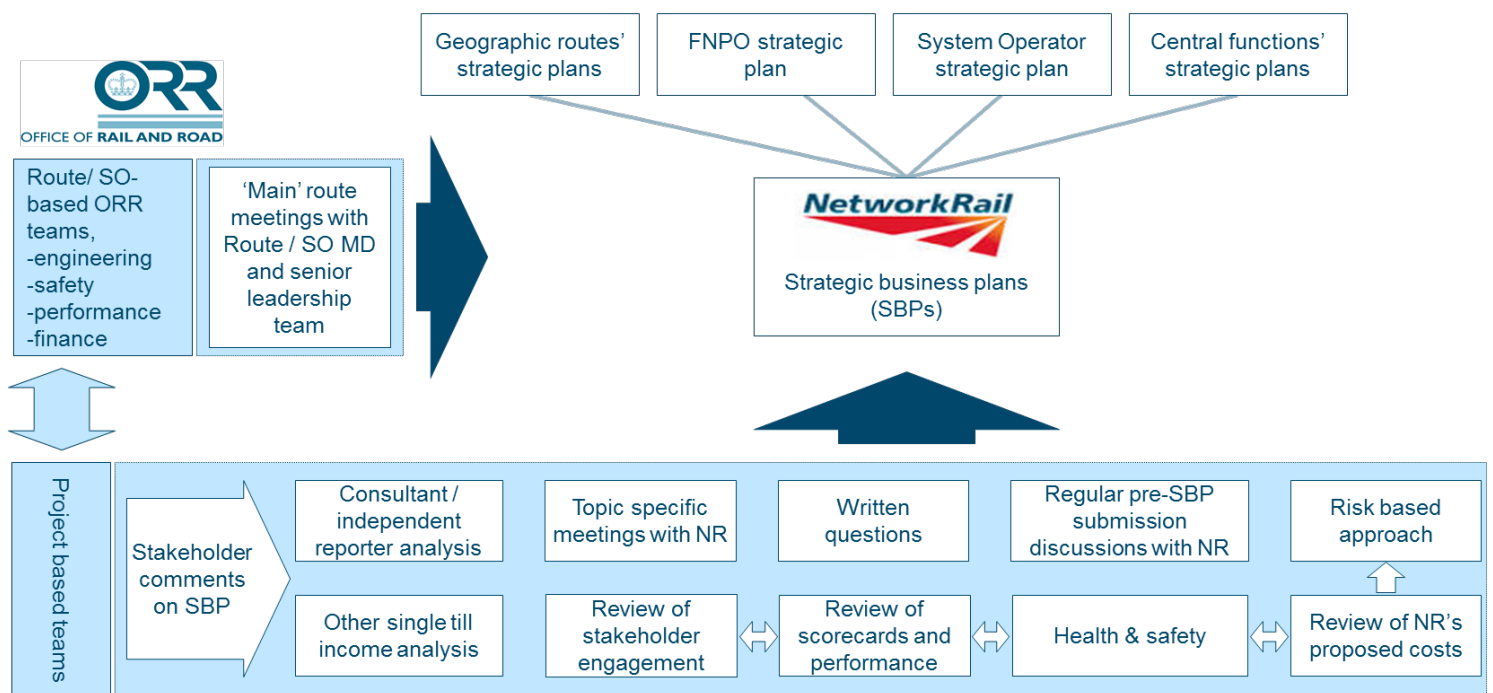 Geographic routes'
strategic plans
FNPO strategic
plan
System Operator
strategic plan
Central functions'
strategic plans
ORR
OFFICE OF RAIL AND ROAD
Route/ SO-
based ORR
teams,
-engineering
-safety
-performance
-finance
‘Main’ route
meetings with
Route / SO MD
and senior
leadership
team
NetworkRail
Strategic business plans
(SBPs)
Project based teams
Stakeholder
comments
on SBP
Consultant /
independent
reporter analysis
Topic specific
meetings with NR
Written
questions
Regular pre-SBP
submission
discussions with NR
Risk based
approach
Other single till
income analysis
Review of
stakeholder
engagement
Review of
scorecards and
performance
Health & safety
Review of NR's
proposed costs